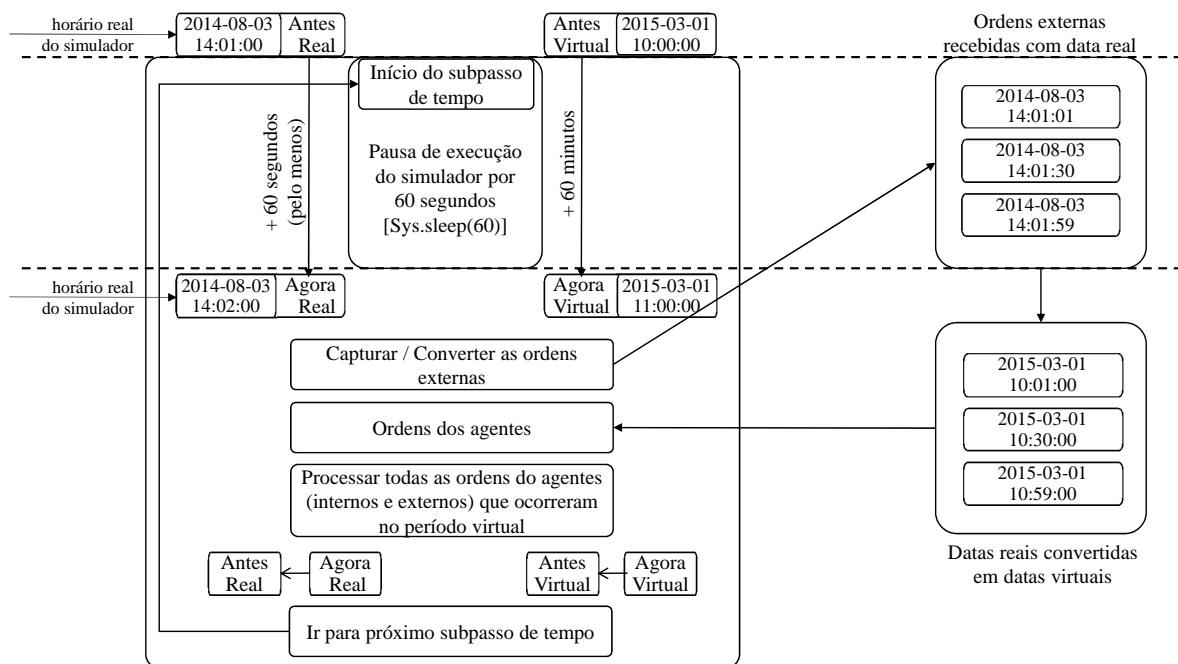 horário real
do simulador
2014-08-03
14:01:00
Antes
Real
Antes
Virtual
2015-03-01
10:00:00
Ordens externas
recebidas com data real
Início do subpasso
de tempo
Pausa de execução
do simulador por
60 segundos
[Sys.sleep(60)]
+ 60 segundos
(pelo menos)
+ 60 minutos
2014-08-03
14:01:01
2014-08-03
14:01:30
2014-08-03
14:01:59
horário real
do simulador
2014-08-03
14:02:00
Agora
Real
Agora
Virtual
2015-03-01
11:00:00
Capturar / Converter as ordens
externas
Ordens dos agentes
Processar todas as ordens do agentes
(internos e externos) que ocorreram
no período virtual
2015-03-01
10:01:00
2015-03-01
10:30:00
2015-03-01
10:59:00
Datas reais convertidas
em datas virtuais
Antes
Real
Agora
Real
Antes
Virtual
Agora
Virtual
Ir para próximo subpasso de tempo